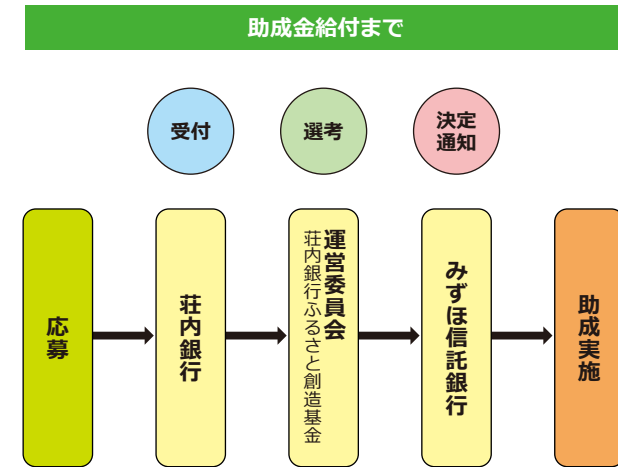 助成金給付まで
受付
選考
決定
通知
応募
荘内銀行
運営委員会
荘内銀行ふるさと創造基金
みずほ信託銀行
助成実施